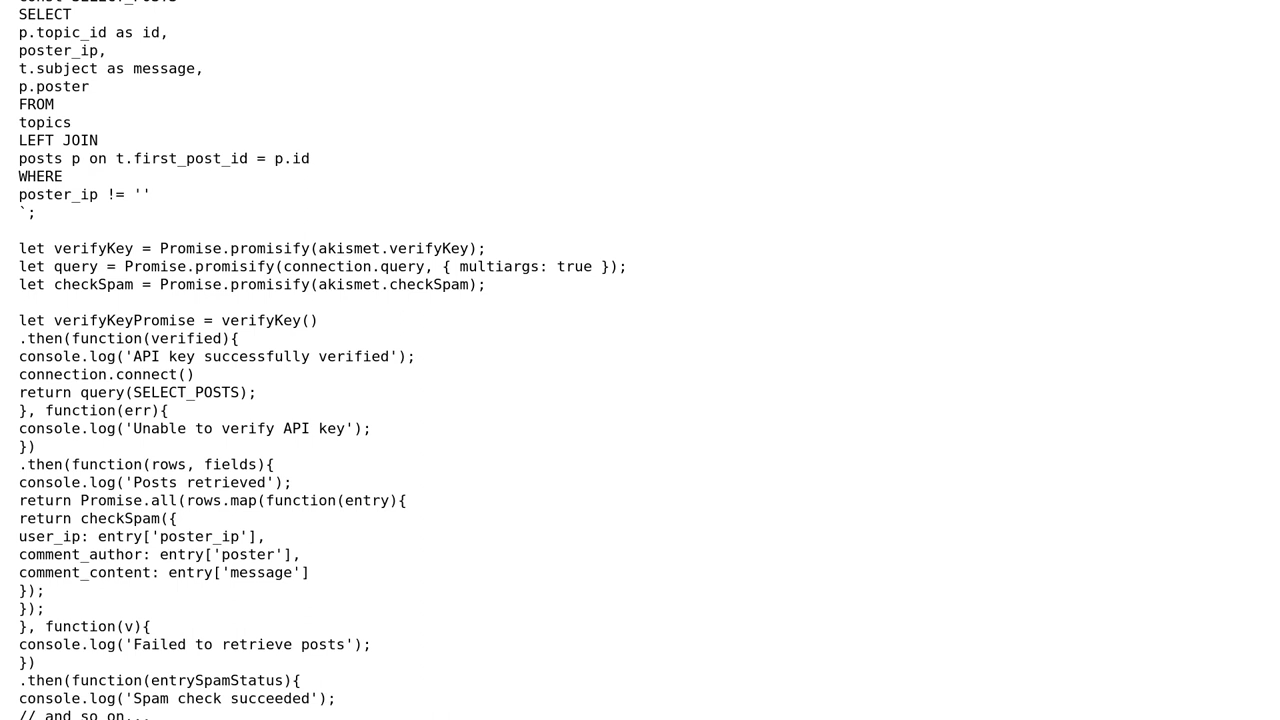 const SELECT_POSTS = `
SELECT
p.topic_id as id,
poster_ip,
t.subject as message,
p.poster
FROM
topics
LEFT JOIN
posts p on t.first_post_id = p.id
WHERE
poster_ip != ''
`;

let verifyKey = Promise.promisify(akismet.verifyKey);
let query = Promise.promisify(connection.query, { multiargs: true });
let checkSpam = Promise.promisify(akismet.checkSpam);

let verifyKeyPromise = verifyKey()
.then(function(verified){
console.log('API key successfully verified');
connection.connect()
return query(SELECT_POSTS);
}, function(err){
console.log('Unable to verify API key');
})
.then(function(rows, fields){
console.log('Posts retrieved');
return Promise.all(rows.map(function(entry){
return checkSpam({
user_ip: entry['poster_ip'],
comment_author: entry['poster'],
comment_content: entry['message']
});
});
}, function(v){
console.log('Failed to retrieve posts');
})
.then(function(entrySpamStatus){
console.log('Spam check succeeded');
// and so on...